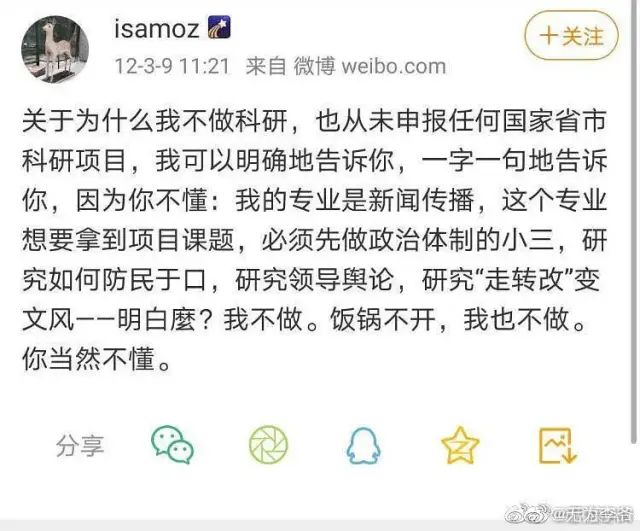 isamoz
+关注
12-3-9 11:21 来自 微博 weibo.com
关于为什么我不做科研，也从未申报任何国家省市
科研项目，我可以明确地告诉你，一字一句地告诉
你，因为你不懂：我的专业是新闻传播，这个专业
想要拿到项目课题，必须先做政治体制的小三，研
究如何防民于口，研究领导舆论，研究“走转改”变
文风——明白麼？我不做。饭锅不开，我也不做。
你当然不懂。
分享